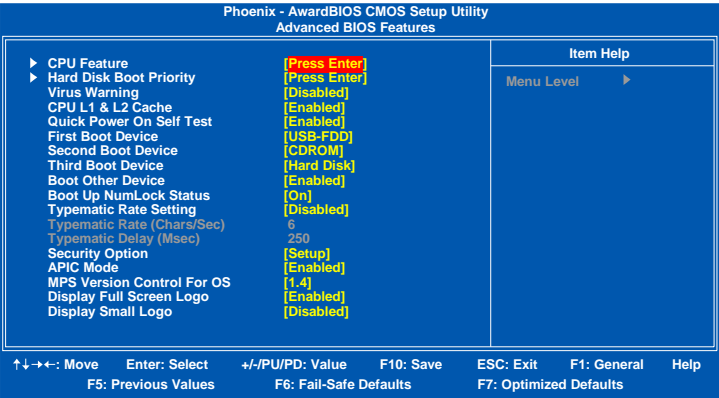 Phoenix - AwardBIOS CMOS Setup Utility
Advanced BIOS Features
Item Help
CPU Feature [Press Enter]
Hard Disk Boot Priority [Press Enter]
Menu Level
Virus Warning [Disabled]
CPU L1 & L2 Cache [Enabled]
Quick Power On Self Test [Enabled]
First Boot Device [USB-FDD]
Second Boot Device [CDROM]
Third Boot Device [Hard Disk]
Boot Other Device [Enabled]
Boot Up NumLock Status [On]
Typematic Rate Setting [Disabled]
Typematic Rate (Chars/Sec) 6
Typematic Delay (Msec) 250
Security Option [Setup]
APIC Mode [Enabled]
MPS Version Control For OS [1.4]
Display Full Screen Logo [Enabled]
Display Small Logo [Disabled]
↑↓→←: Move Enter: Select +/-/PU/PD: Value F10: Save ESC: Exit F1: General Help
F5: Previous Values F6: Fail-Safe Defaults F7: Optimized Defaults